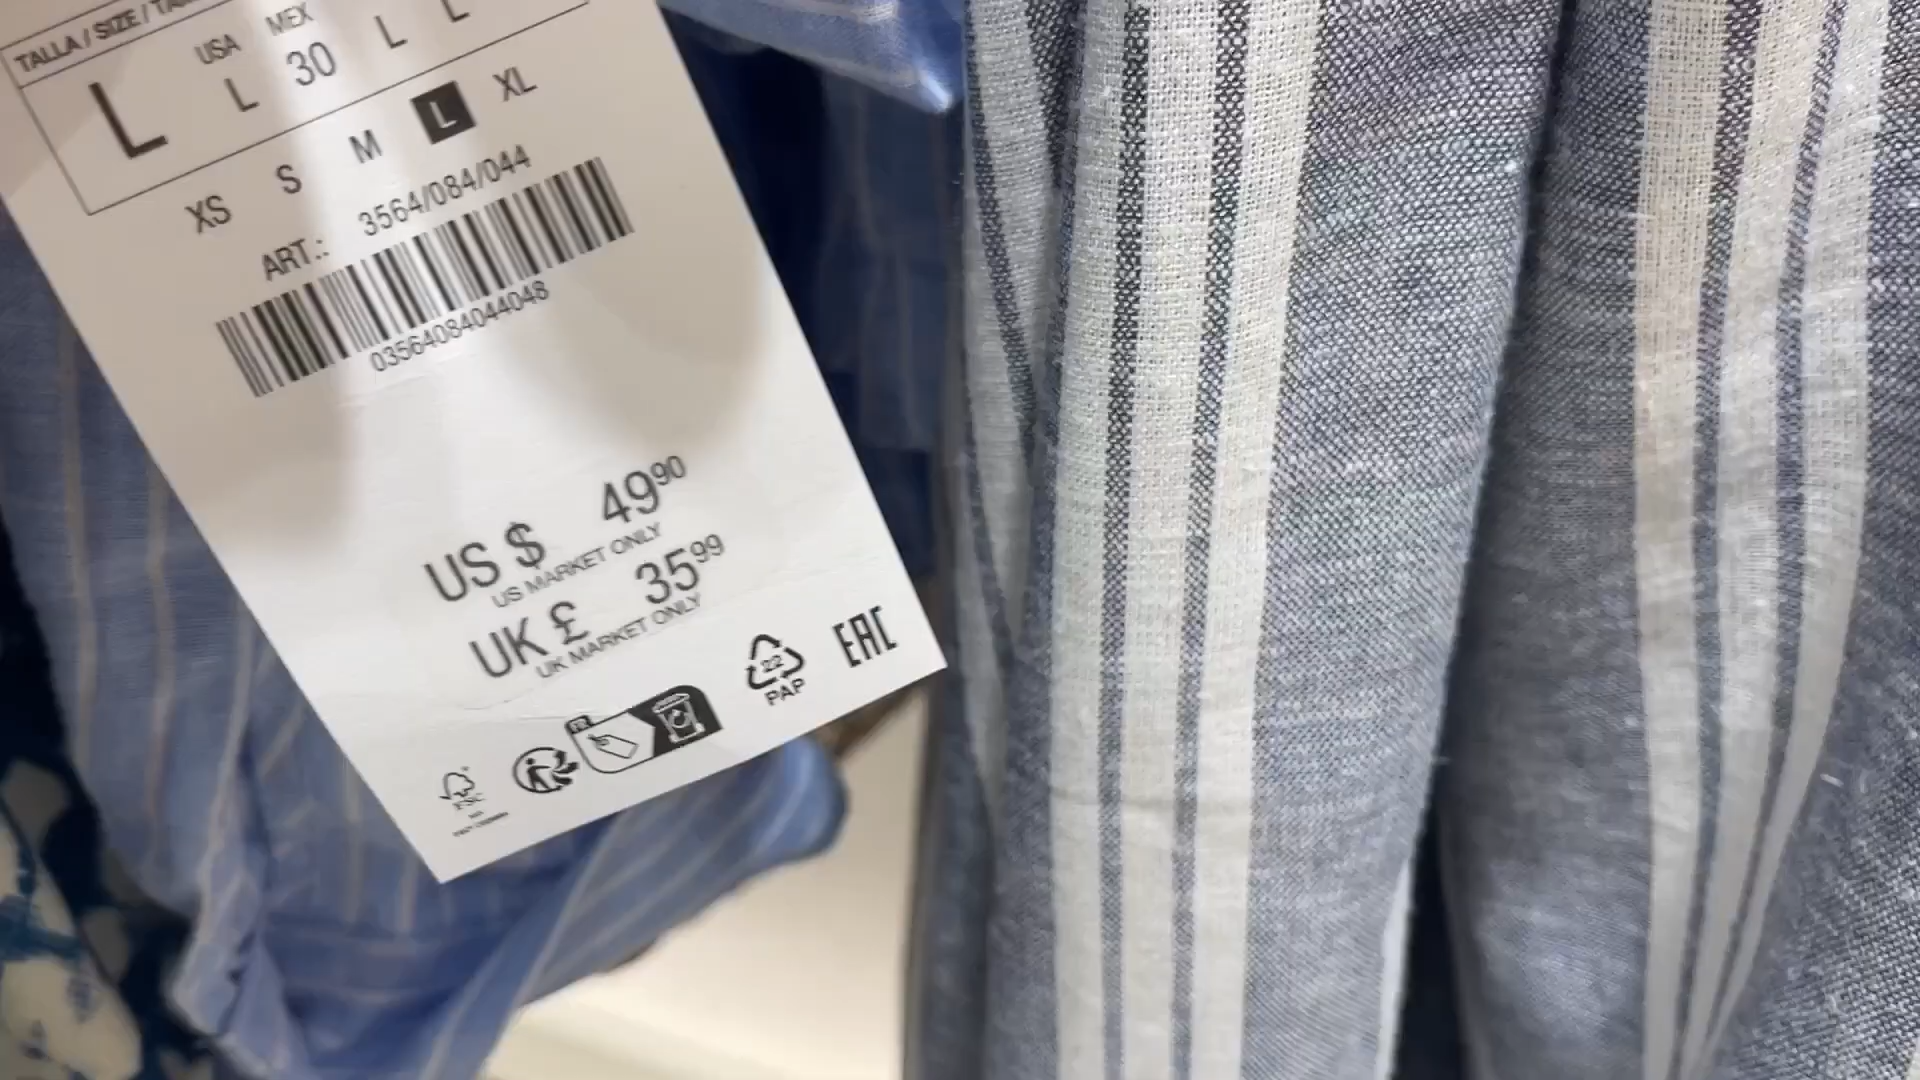 TALLA / SIZE /
USA MEX
L L 30 L L
XS S M L XL
ART.: 3564/084/044
03564084044048
US $ 49.90
US MARKET ONLY
UK £ 35.99
UK MARKET ONLY
FR
22
PAP
EAC
FSC